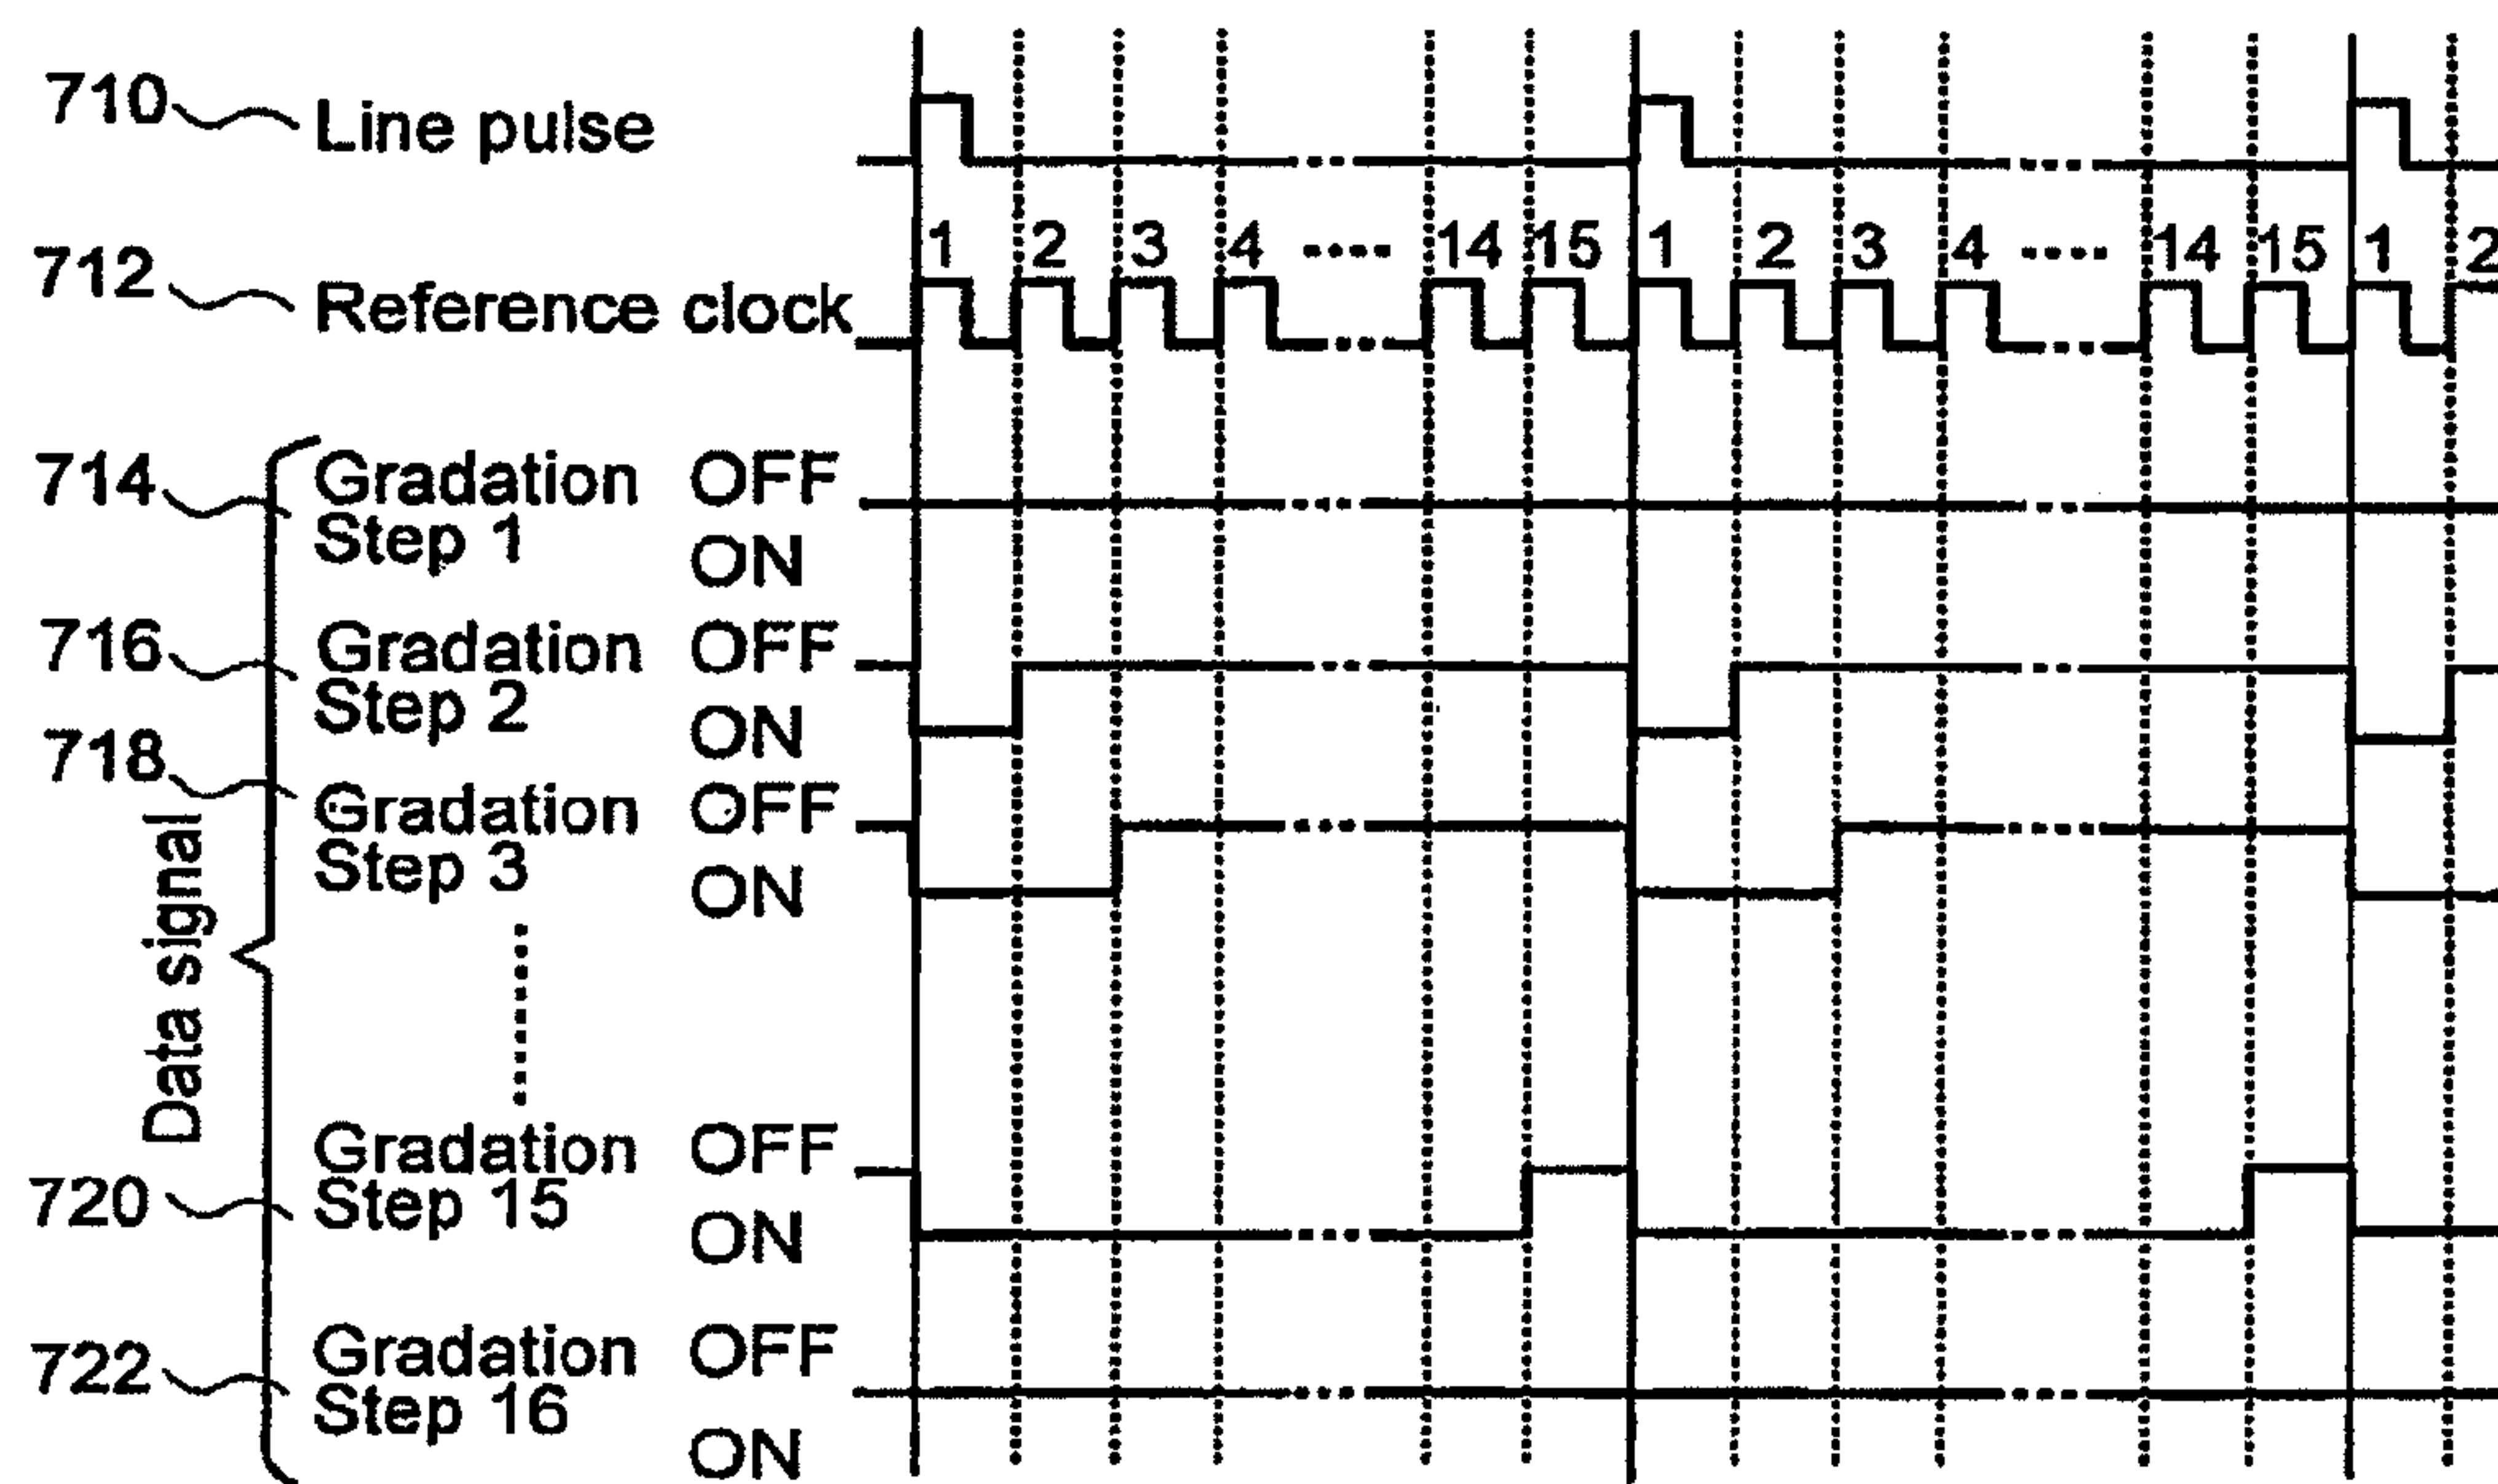 710 Line pulse
1 2 3 4 ···· 14 15 1 2 3 4 ···· 14 15 1 2
712 Reference clock
714 Gradation Step 1 OFF ON
716 Gradation Step 2 OFF ON
718 Gradation Step 3 OFF ON
Data signal
720 Gradation Step 15 OFF ON
722 Gradation Step 16 OFF ON